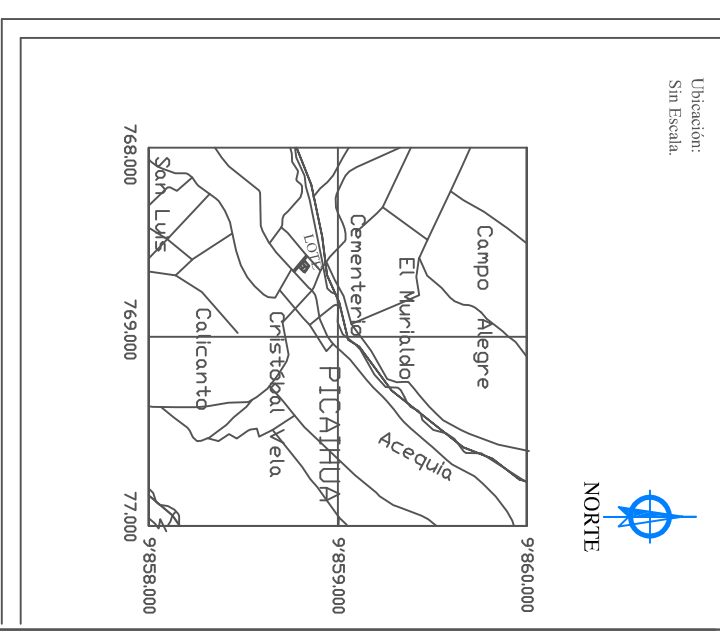 Ubicación:
Sin Escala.
NORTE
768.000
769.000
77.000
9'860.000
9'859.000
9'858.000
Campo Alegre
El Murialdo
Cementerio
LOTE
Acequia
PICAIHUA
Cristobal Vela
Calicanto
San Luis